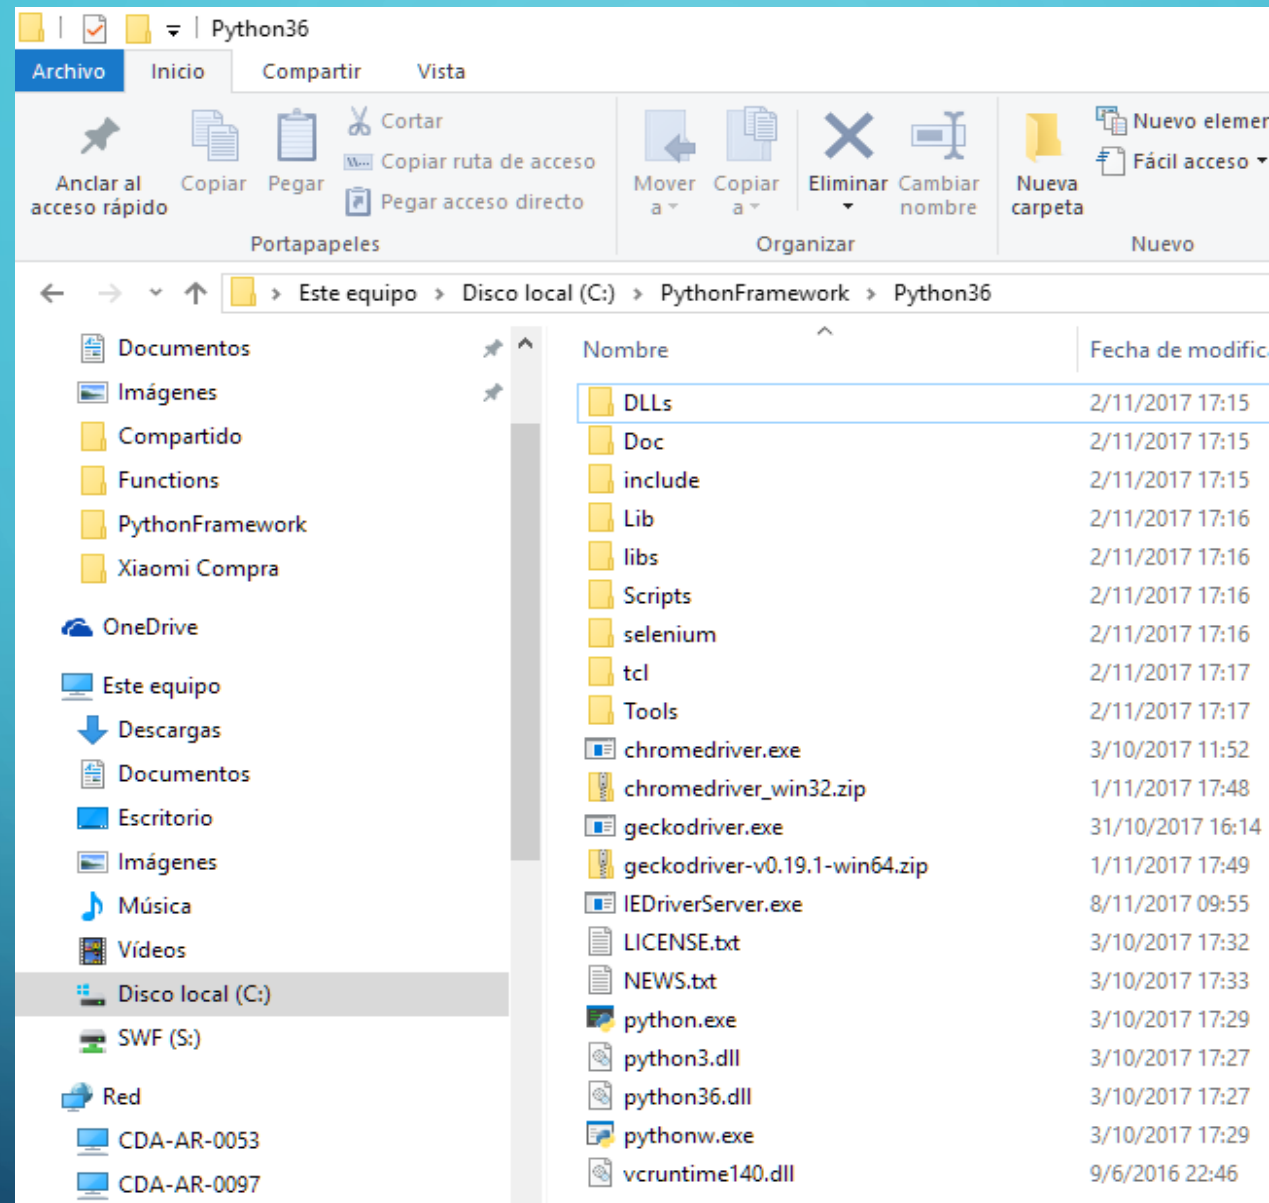 Python36
Archivo Inicio Compartir Vista
Anclar al acceso rápido
Copiar
Pegar
Cortar
Copiar ruta de acceso
Pegar acceso directo
Portapapeles
Mover a
Copiar a
Eliminar
Cambiar nombre
Organizar
Nueva carpeta
Nuevo elemen
Fácil acceso
Nuevo
Este equipo > Disco local (C:) > PythonFramework > Python36
Documentos
Imágenes
Compartido
Functions
PythonFramework
Xiaomi Compra
OneDrive
Este equipo
Descargas
Documentos
Escritorio
Imágenes
Música
Vídeos
Disco local (C:)
SWF (S:)
Red
CDA-AR-0053
CDA-AR-0097
Nombre Fecha de modifica
DLLs 2/11/2017 17:15
Doc 2/11/2017 17:15
include 2/11/2017 17:15
Lib 2/11/2017 17:16
libs 2/11/2017 17:16
Scripts 2/11/2017 17:16
selenium 2/11/2017 17:16
tcl 2/11/2017 17:17
Tools 2/11/2017 17:17
chromedriver.exe 3/10/2017 11:52
chromedriver_win32.zip 1/11/2017 17:48
geckodriver.exe 31/10/2017 16:14
geckodriver-v0.19.1-win64.zip 1/11/2017 17:49
IEDriverServer.exe 8/11/2017 09:55
LICENSE.txt 3/10/2017 17:32
NEWS.txt 3/10/2017 17:33
python.exe 3/10/2017 17:29
python3.dll 3/10/2017 17:27
python36.dll 3/10/2017 17:27
pythonw.exe 3/10/2017 17:29
vcruntime140.dll 9/6/2016 22:46